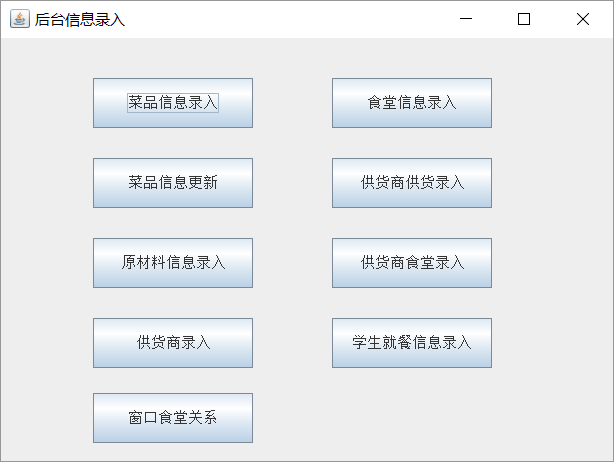 后台信息录入
菜品信息录入
食堂信息录入
菜品信息更新
供货商供货录入
原材料信息录入
供货商食堂录入
供货商录入
学生就餐信息录入
窗口食堂关系